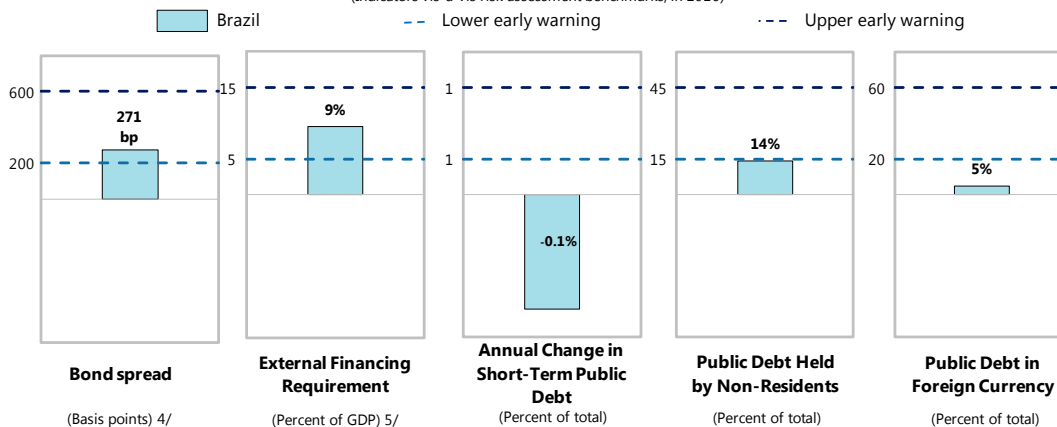 Brazil
Lower early warning
Upper early warning
600
200
271
bp
15
5
9%
1
1
-0.1%
45
15
14%
60
20
5%
Bond spread
(Basis points) 4/
External Financing
Requirement
(Percent of GDP) 5/
Annual Change in
Short-Term Public
Debt
(Percent of total)
Public Debt Held
by Non-Residents
(Percent of total)
Public Debt in
Foreign Currency
(Percent of total)